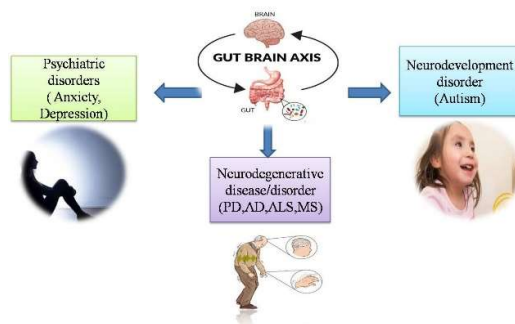 BRAIN
GUT BRAIN AXIS
GUT
Psychiatric
disorders
( Anxiety,
Depression)
Neurodevelopment
disorder
(Autism)
Neurodegenerative
disease/disorder
(PD,AD,ALS,MS)